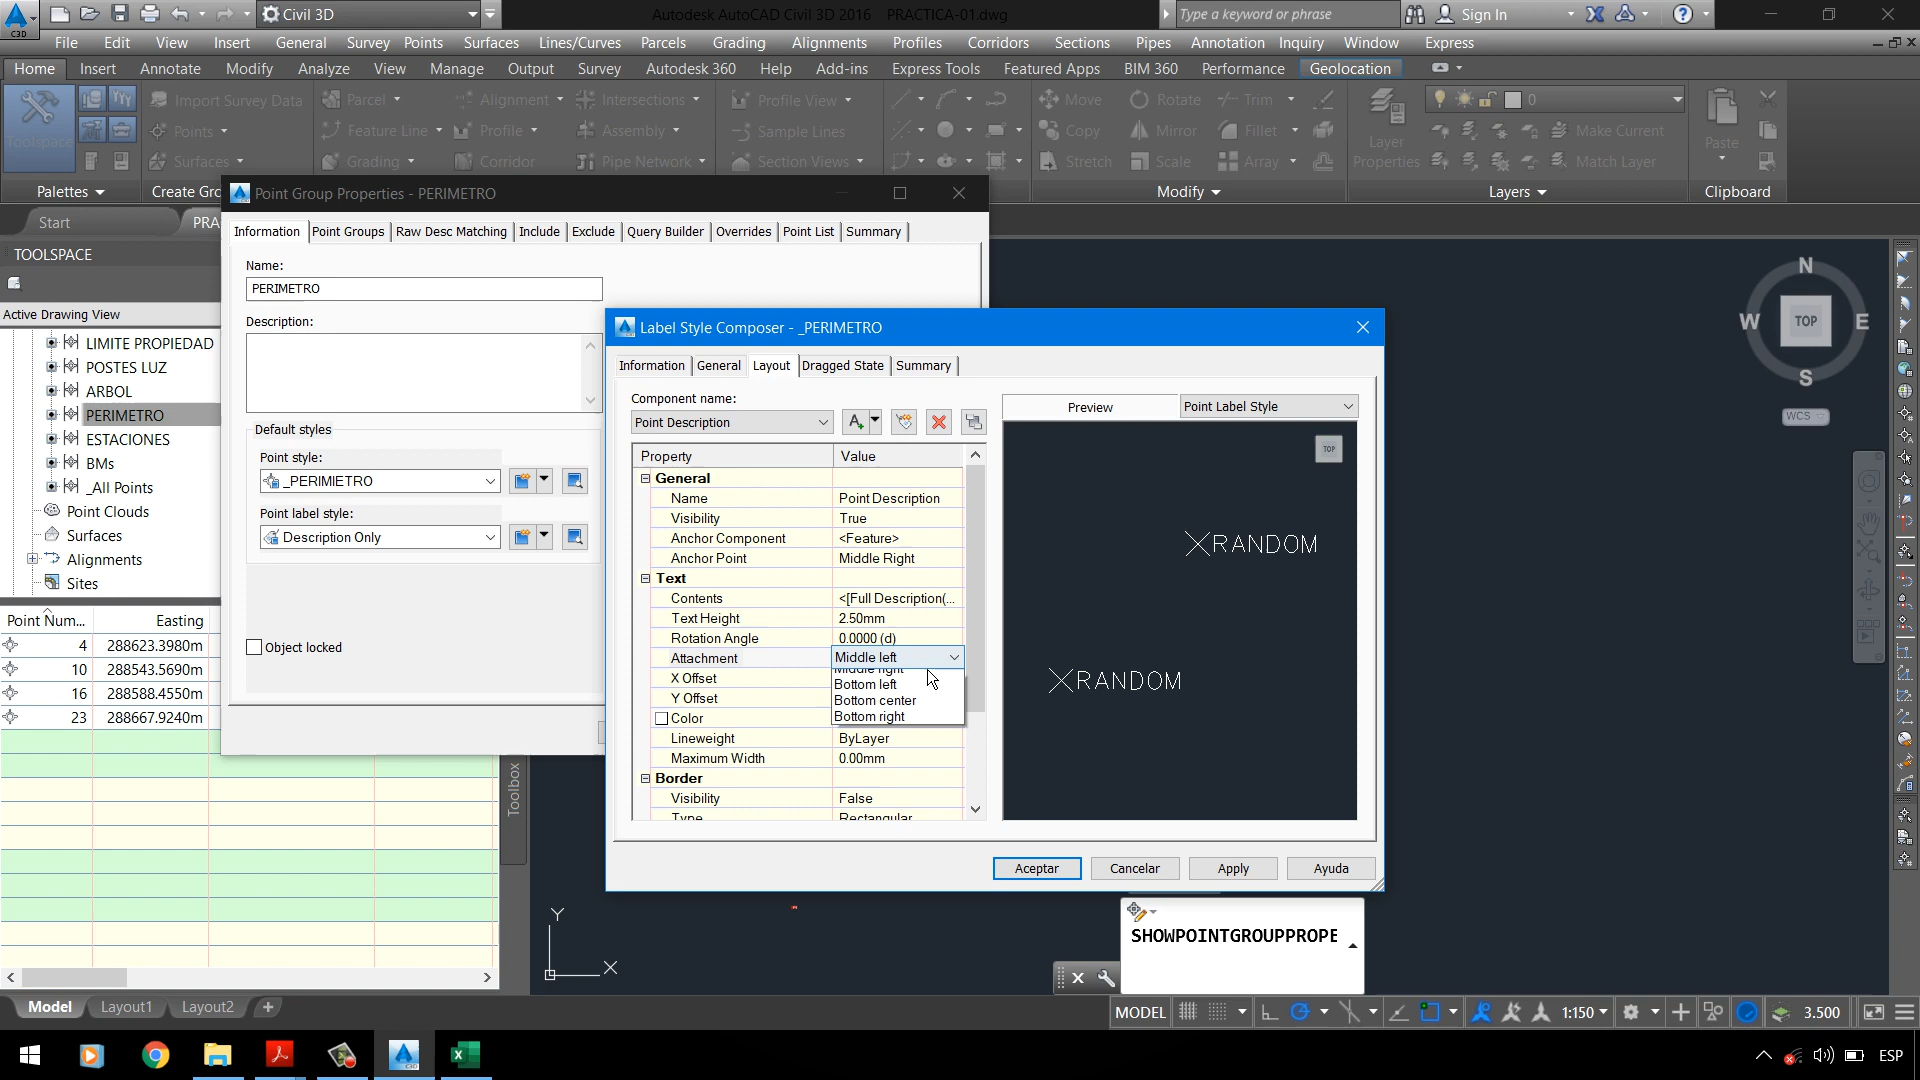 Civil 3D
Autodesk AutoCAD Civil 3D 2016 PRACTICA-01.dwg
Type a keyword or phrase
Sign In
C3D
File Edit View Insert General Survey Points Surfaces Lines/Curves Parcels Grading Alignments Profiles Corridors Sections Pipes Annotation Inquiry Window Express
Home Insert Annotate Modify Analyze View Manage Output Survey Autodesk 360 Help Add-ins Express Tools Featured Apps BIM 360 Performance Geolocation
Toolspace
Import Survey Data
Points
Surfaces
Parcel
Feature Line
Grading
Alignment
Profile
Corridor
Intersections
Assembly
Pipe Network
Profile View
Sample Lines
Section Views
Move
Copy
Stretch
Rotate
Mirror
Scale
Trim
Fillet
Array
Layer
Properties
0
Make Current
Match Layer
Paste
Palettes
Create Gr
Modify
Layers
Clipboard
Start
PRA
TOOLSPACE
Active Drawing View
LIMITE PROPIEDAD
POSTES LUZ
ARBOL
PERIMETRO
ESTACIONES
BMs
_All Points
Point Clouds
Surfaces
Alignments
Sites
Point Num... Easting
4 288623.3980m
10 288543.5690m
16 288588.4550m
23 288667.9240m
Toolbox
Point Group Properties - PERIMETRO
Information Point Groups Raw Desc Matching Include Exclude Query Builder Overrides Point List Summary
Name:
PERIMETRO
Description:
Default styles
Point style:
_PERIMIETRO
Point label style:
Description Only
Object locked
Label Style Composer - _PERIMETRO
Information General Layout Dragged State Summary
Component name:
Point Description
Preview
Point Label Style
Property Value
General
Name Point Description
Visibility True
Anchor Component <Feature>
Anchor Point Middle Right
Text
Contents <[Full Description(...
Text Height 2.50mm
Rotation Angle 0.0000 (d)
Attachment Middle left
Middle right
X Offset
Bottom left
Y Offset
Bottom center
Color
Bottom right
Lineweight ByLayer
Maximum Width 0.00mm
Border
Visibility False
Type Rectangular
TOP
RANDOM
RANDOM
Aceptar Cancelar Apply Ayuda
N
W TOP E
S
WCS
Y
X
SHOWPOINTGROUPPROPE
Model Layout1 Layout2 +
MODEL
1:150
3.500
ESP